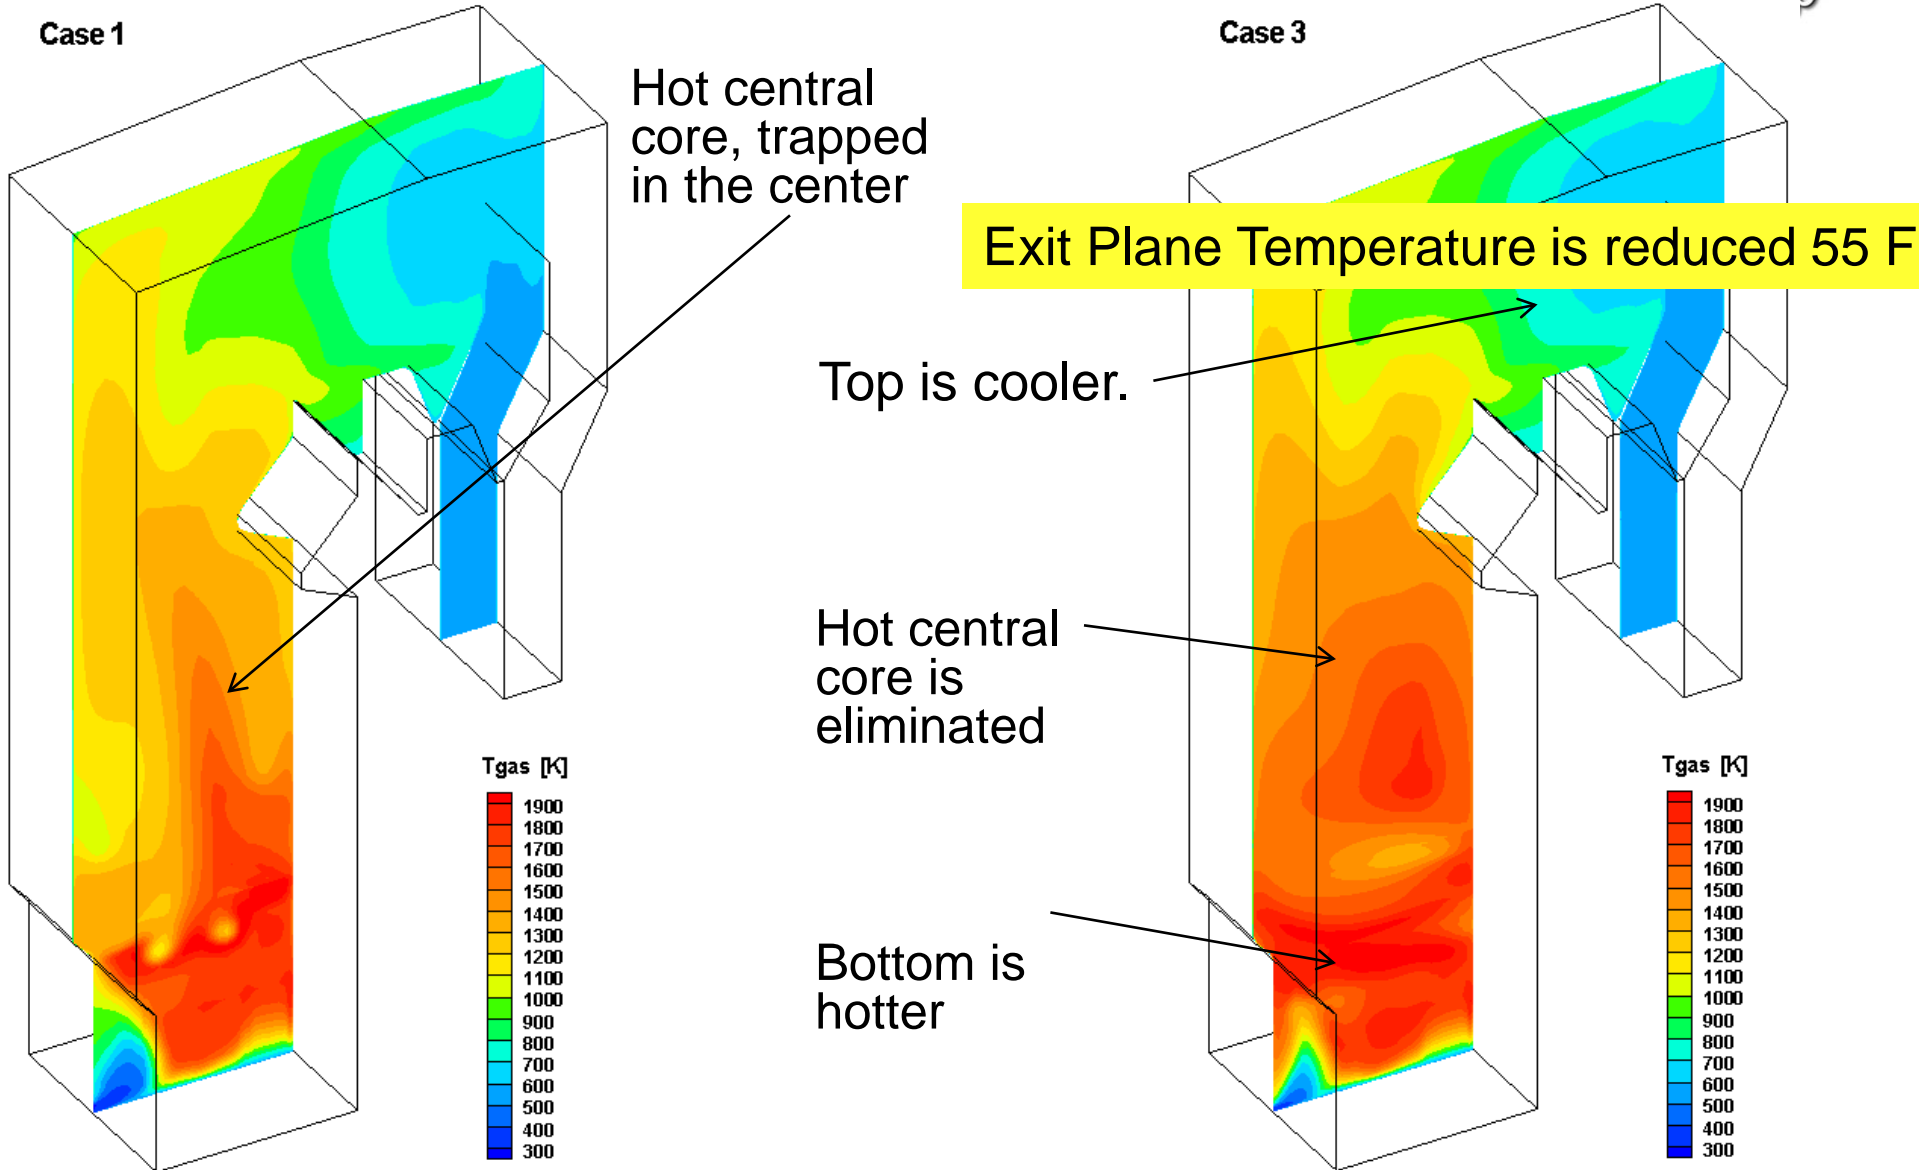 Case 1
Hot central
core, trapped
in the center
Case 3
Exit Plane Temperature is reduced 55 F
Top is cooler.
Hot central
core is
eliminated
Bottom is
hotter
Tgas [K]
1900
1800
1700
1600
1500
1400
1300
1200
1100
1000
900
800
700
600
500
400
300
Tgas [K]
1900
1800
1700
1600
1500
1400
1300
1200
1100
1000
900
800
700
600
500
400
300